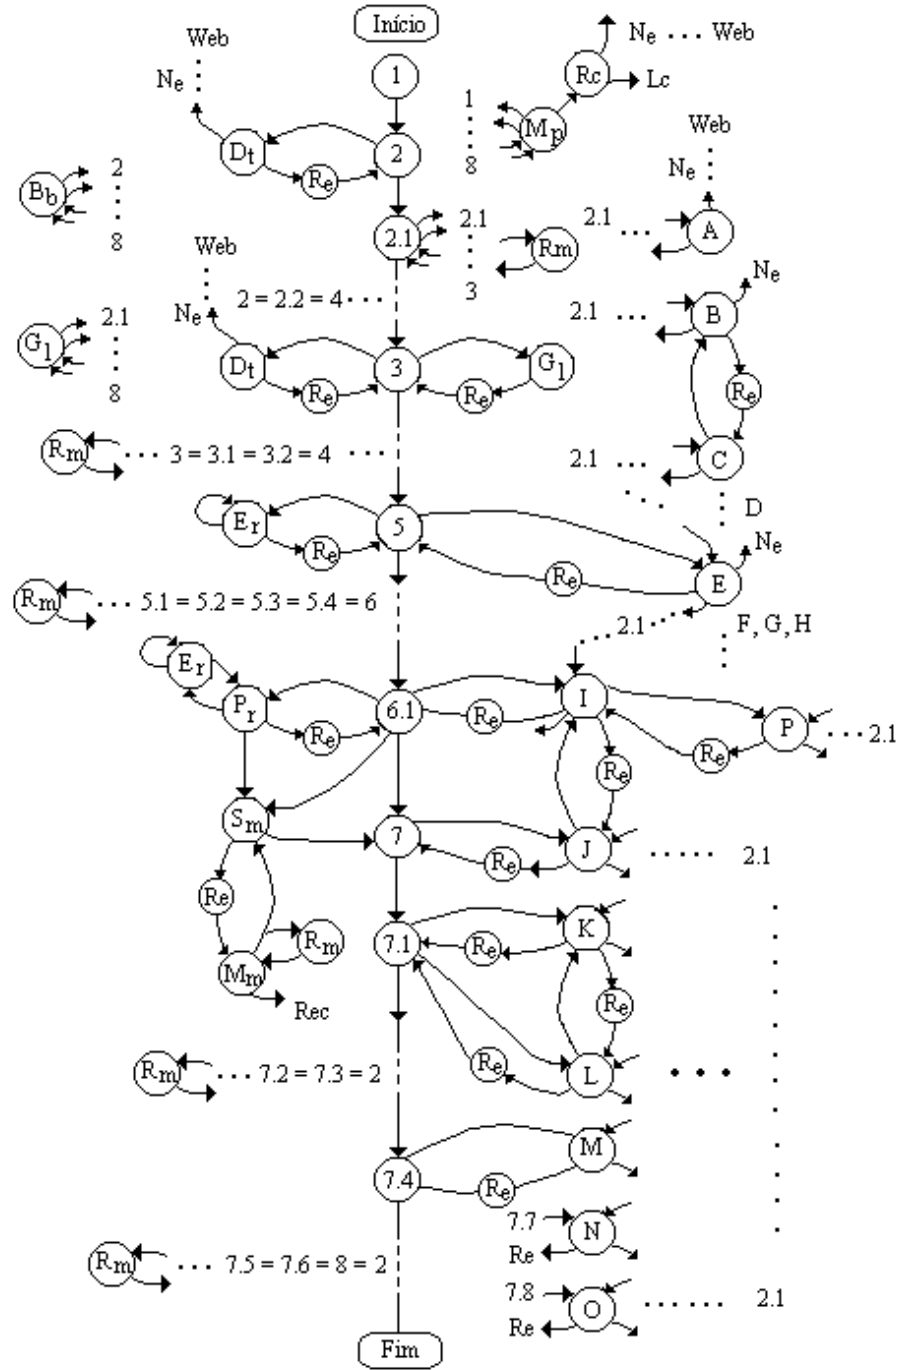 Início
Web
Ne
Ne ... Web
Rc
Lc
1
1
Mp
8
Web
Ne
Dt
2
Re
Bb
2
8
2.1
2.1
3
Rm
2.1 ...
A
Web
Ne
2 = 2.2 = 4 ...
2.1 ...
B
Ne
Gl
2.1
8
Dt
Re
3
Re
Gl
Re
Rm
... 3 = 3.1 = 3.2 = 4 ...
2.1 ...
C
D
Er
Re
5
Re
E
Ne
Rm
... 5.1 = 5.2 = 5.3 = 5.4 = 6
2.1
F, G, H
Er
Pr
Re
6.1
Re
I
Re
P
... 2.1
Re
Sm
7
Re
J
..... 2.1
Re
Mm
Rm
Rec
7.1
Re
K
Re
Re
L
...
Rm
... 7.2 = 7.3 = 2
7.4
Re
M
7.7
Re
N
Rm
... 7.5 = 7.6 = 8 = 2
7.8
Re
O
...... 2.1
Fim